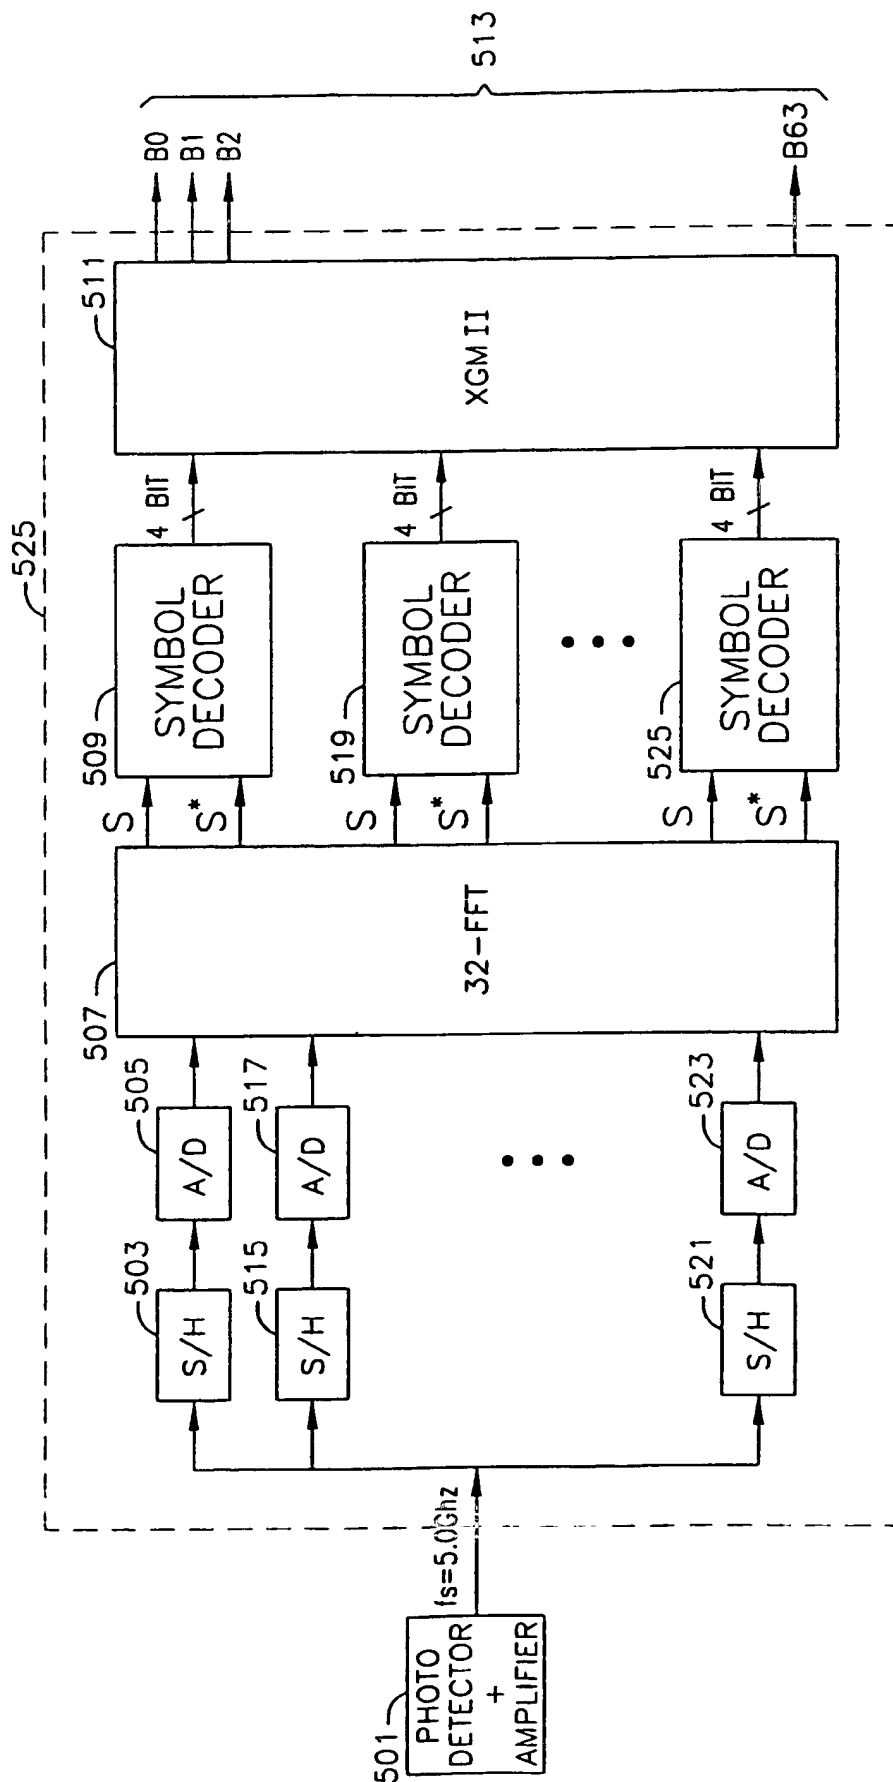 501
PHOTO
DETECTOR
+
AMPLIFIER
fs=5.0Ghz
525
503
S/H
505
A/D
515
S/H
517
A/D
521
S/H
523
A/D
507
32-FFT
S
S*
509
SYMBOL
DECODER
4 BIT
S
S*
519
SYMBOL
DECODER
4 BIT
S
S*
525
SYMBOL
DECODER
4 BIT
511
XGMII
B0
B1
B2
B63
513